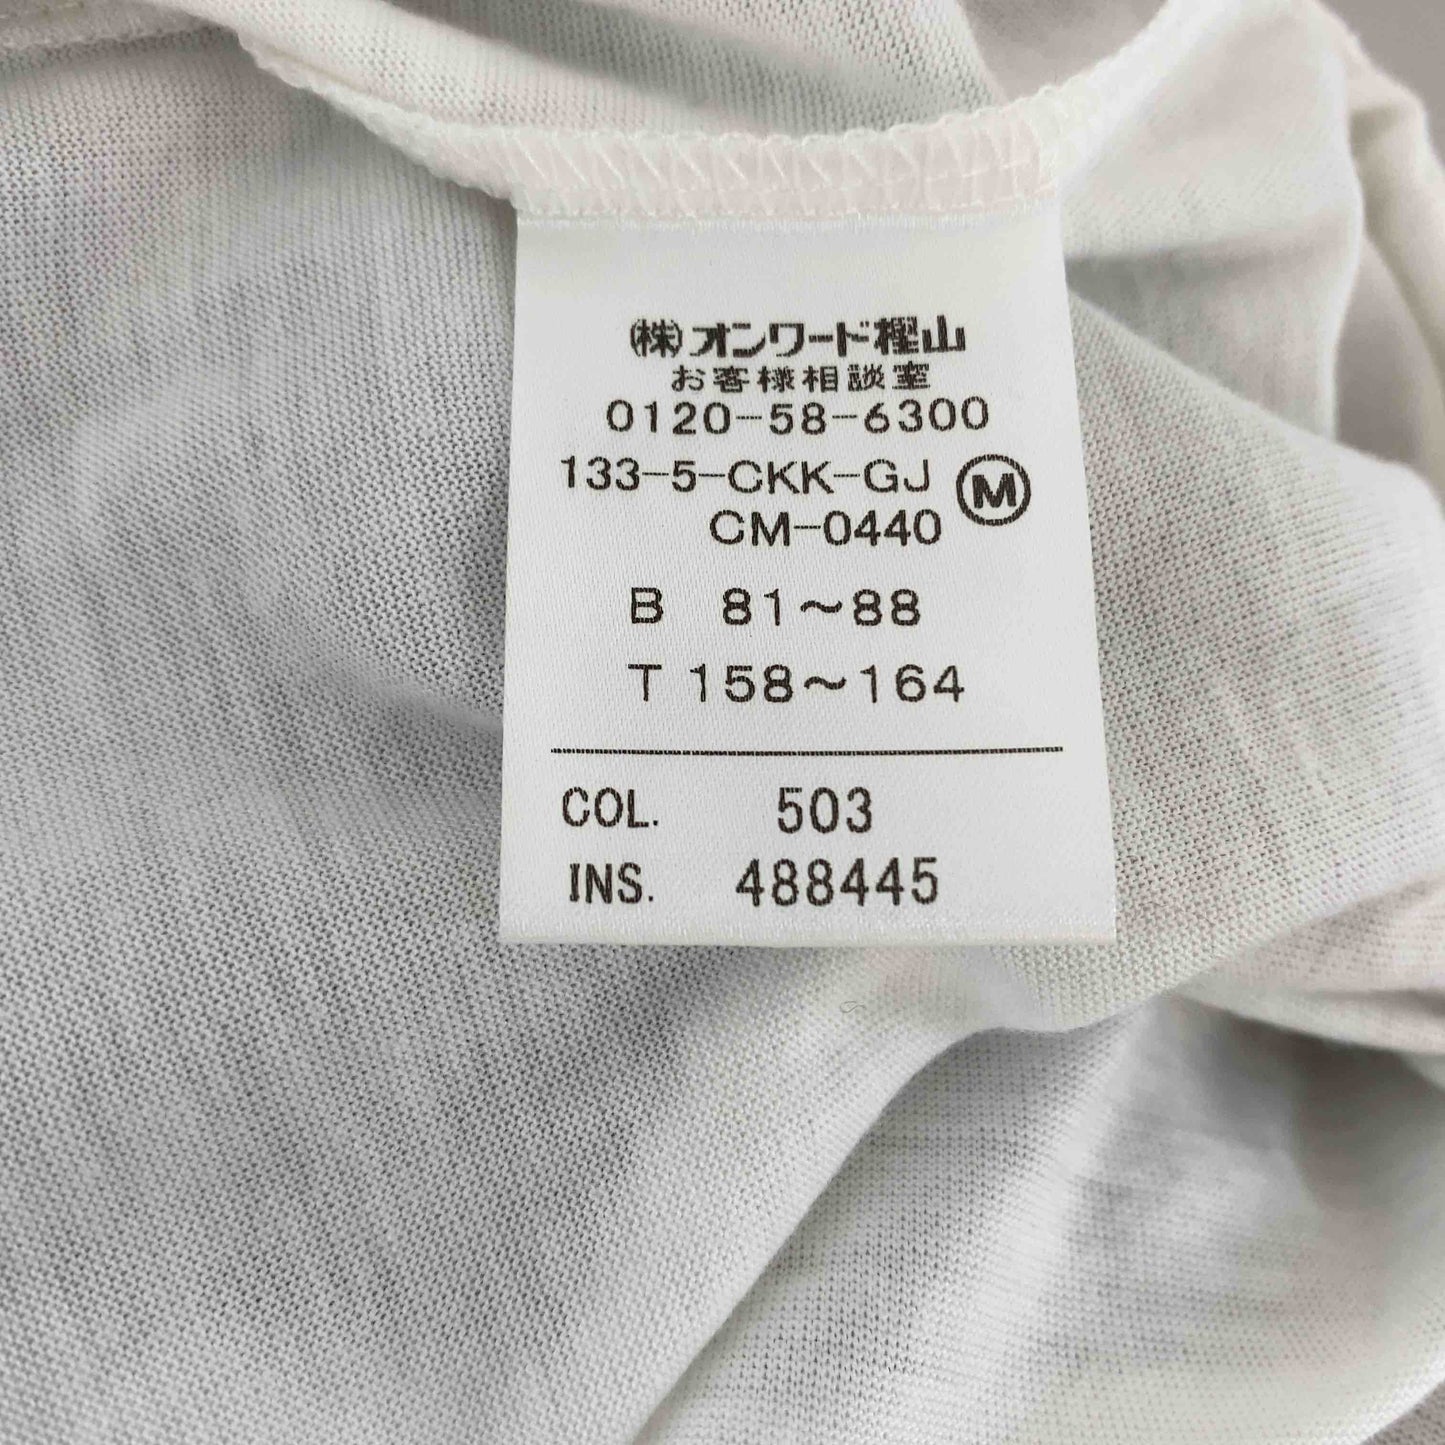 (株)オンワード樫山
お客様相談室
0120-58-6300
133-5-CKK-GJ M
CM-0440
B 81～88
T 158～164
COL. 503
INS. 488445